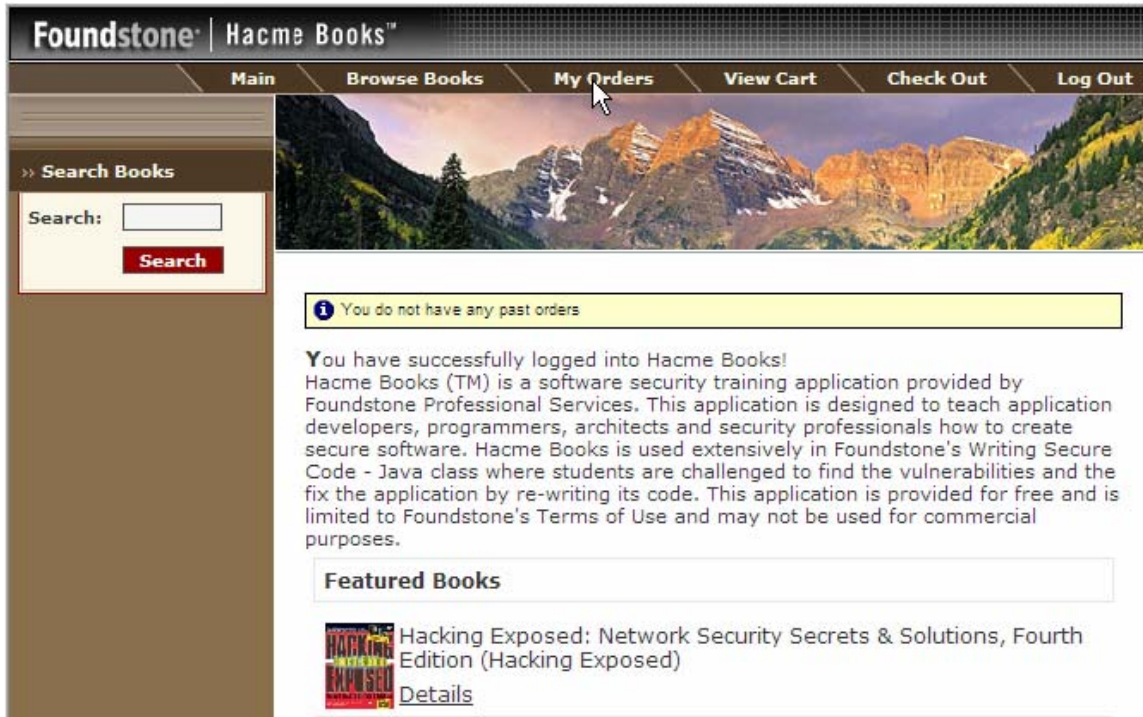 Foundstone | Hacme Books™
Main Browse Books My Orders View Cart Check Out Log Out
» Search Books
Search:
Search
You do not have any past orders
You have successfully logged into Hacme Books!
Hacme Books (TM) is a software security training application provided by
Foundstone Professional Services. This application is designed to teach application
developers, programmers, architects and security professionals how to create
secure software. Hacme Books is used extensively in Foundstone's Writing Secure
Code - Java class where students are challenged to find the vulnerabilities and the
fix the application by re-writing its code. This application is provided for free and is
limited to Foundstone's Terms of Use and may not be used for commercial
purposes.
Featured Books
HACKING
EXPOSED
Hacking Exposed: Network Security Secrets & Solutions, Fourth
Edition (Hacking Exposed)
Details